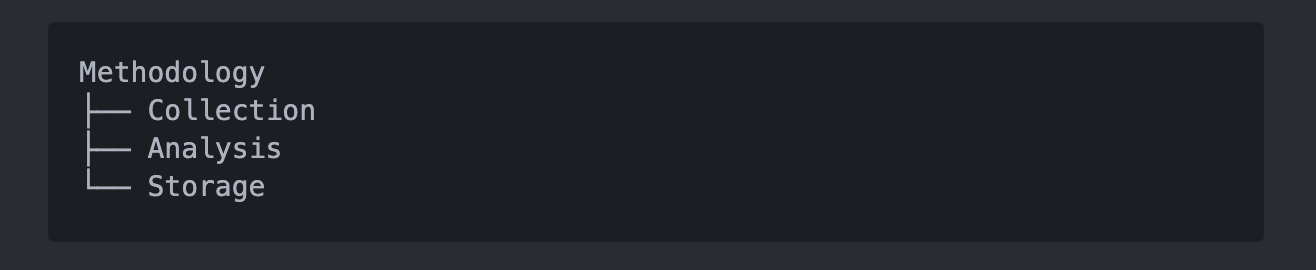 Methodology
├── Collection
├── Analysis
└── Storage